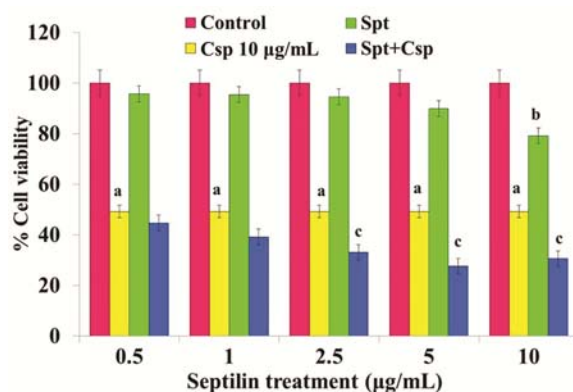 Control
Spt
Csp 10 µg/mL
Spt+Csp
120
100
80
60
40
20
0
% Cell viability
a
a
a
c
a
c
b
a
c
0.5 1 2.5 5 10
Septilin treatment (µg/mL)